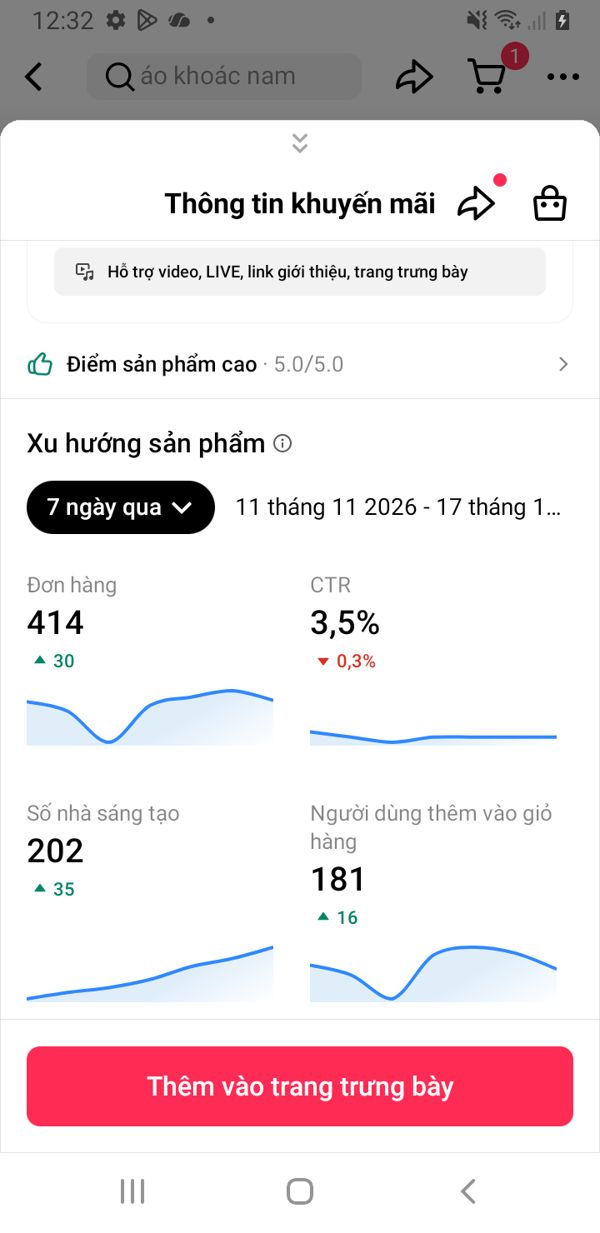 12:32
áo khoác nam
1
Thông tin khuyến mãi
Hỗ trợ video, LIVE, link giới thiệu, trang trưng bày
Điểm sản phẩm cao · 5.0/5.0
Xu hướng sản phẩm
7 ngày qua
11 tháng 11 2026 - 17 tháng 1...
Đơn hàng
CTR
414
3,5%
30
0,3%
Số nhà sáng tạo
Người dùng thêm vào giỏ
hàng
202
181
35
16
Thêm vào trang trưng bày